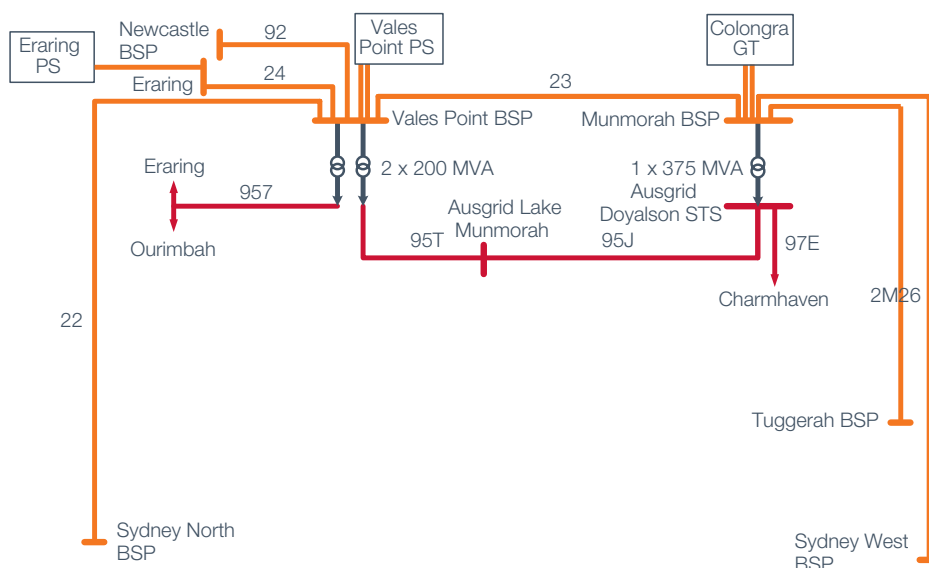 Newcastle
BSP
92
Vales
Point PS
Colongra
GT
Eraring
PS
24
Eraring
23
22
Vales Point BSP
Munmorah BSP
2 x 200 MVA
1 x 375 MVA
Eraring
957
Ourimbah
Ausgrid Lake
Munmorah
95T
95J
Ausgrid
Doyalson STS
97E
Charmhaven
2M26
Tuggerah BSP
Sydney North
BSP
Sydney West
BSP